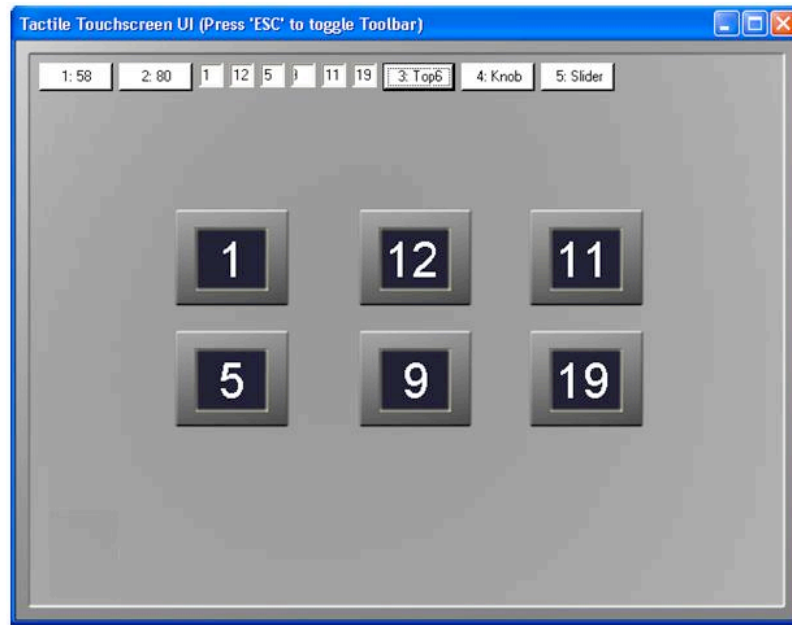 Tactile Touchscreen UI (Press 'ESC' to toggle Toolbar)
1: 58 2: 80 1 12 5 11 19 3: Top6 4: Knob 5: Slider
1 12 11
5 9 19